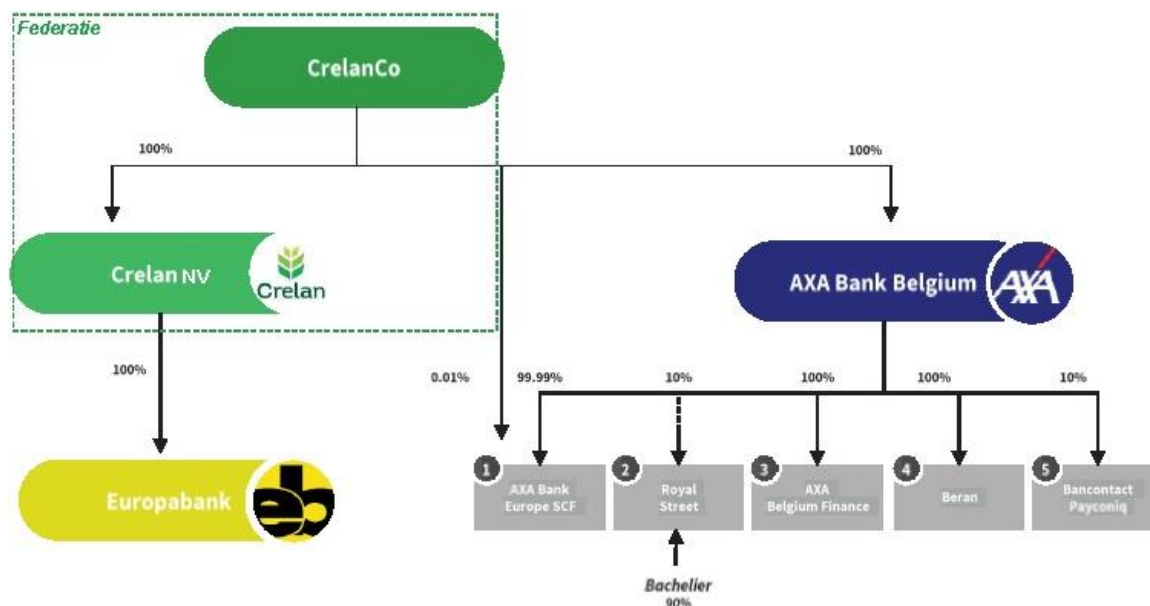 Federatie
CrelanCo
100%
100%
Crelan NV
Crelan
AXA Bank Belgium
AXA
100%
0.01%
99.99%
10%
100%
100%
10%
Europabank
eb
1
AXA Bank
Europe SCF
2
Royal
Street
3
AXA
Belgium Finance
4
Beran
5
Bancontact
Payconiq
Bachelier
90%